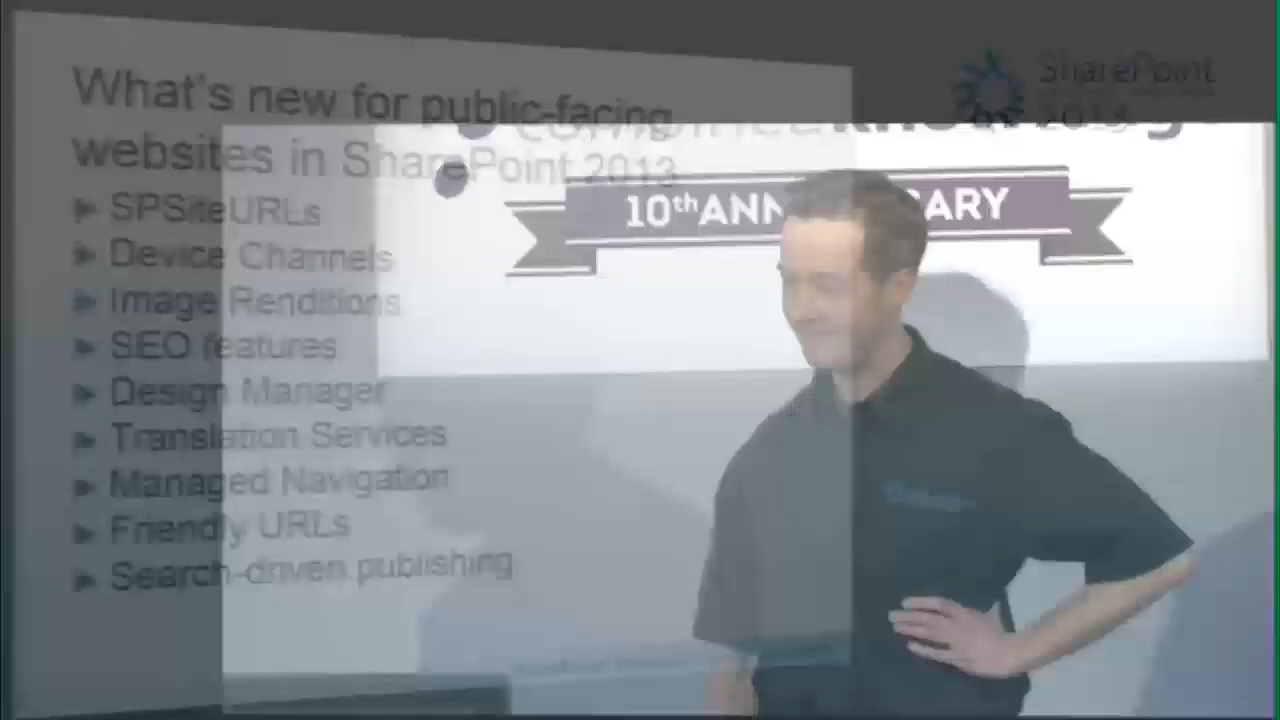 What's new for public-facing
websites in SharePoint 2013
► SPSiteURLs
► Device Channels
► Image Renditions
► SEO features
► Design Manager
► Translation Services
► Managed Navigation
► Friendly URLs
► Search-driven publishing
SharePoint
10th ANN ARY